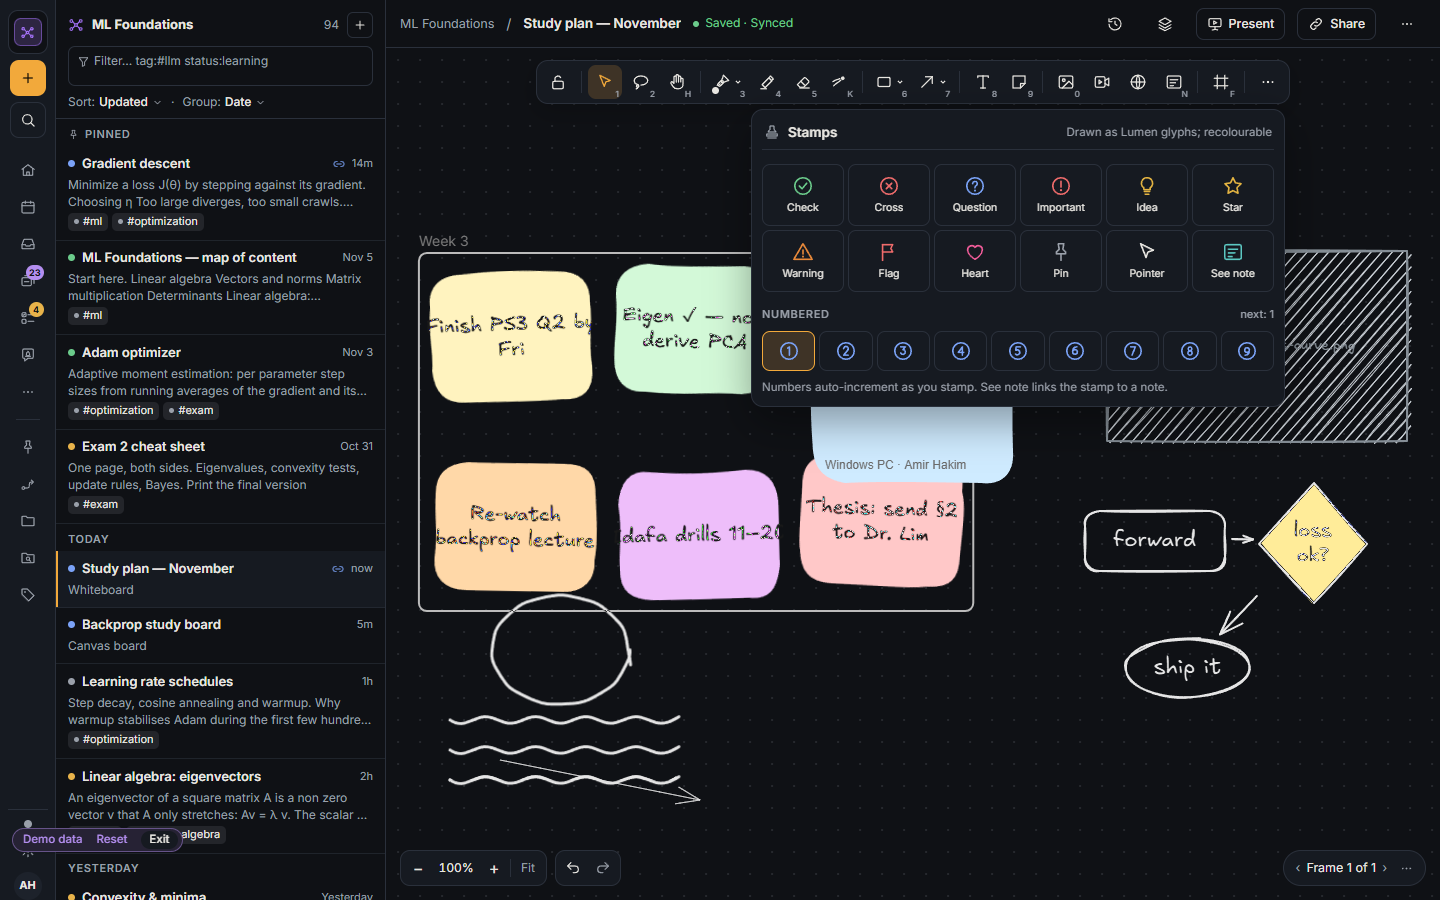 ML Foundations
94
Filter... tag:#llm status:learning
Sort: Updated · Group: Date
PINNED
Gradient descent
14m
Minimize a loss J(θ) by stepping against its gradient.
Choosing η Too large diverges, too small crawls....
#ml
#optimization
ML Foundations — map of content
Nov 5
Start here. Linear algebra Vectors and norms Matrix
multiplication Determinants Linear algebra:...
#ml
Adam optimizer
Nov 3
Adaptive moment estimation: per parameter step
sizes from running averages of the gradient and its...
#optimization
#exam
Exam 2 cheat sheet
Oct 31
One page, both sides. Eigenvalues, convexity tests,
update rules, Bayes. Print the final version
#exam
TODAY
Study plan — November
now
Whiteboard
Backprop study board
5m
Canvas board
Learning rate schedules
1h
Step decay, cosine annealing and warmup. Why
warmup stabilises Adam during the first few hundre...
#optimization
Linear algebra: eigenvectors
2h
An eigenvector of a square matrix A is a non zero
vector v that A only stretches: Av = λ v. The scalar ...
algebra
YESTERDAY
Convexity & minima
Yesterday
23
4
Demo data
Reset
Exit
AH
ML Foundations / Study plan — November
Saved · Synced
Present
Share
1
2
H
3
4
5
K
6
7
8
9
0
N
F
Stamps
Drawn as Lumen glyphs; recolourable
Check
Cross
Question
Important
Idea
Star
Warning
Flag
Heart
Pin
Pointer
See note
NUMBERED
next: 1
1
2
3
4
5
6
7
8
9
Numbers auto-increment as you stamp. See note links the stamp to a note.
Week 3
Finish PS3 Q2 by
Fri
Eigen ✓ —
derive PCA
-curve.png
Windows PC · Amir Hakim
Re-watch
backprop lecture
drills 11–20
Thesis: send §2
to Dr. Lim
forward
loss
ok?
ship it
100%
Fit
Frame 1 of 1